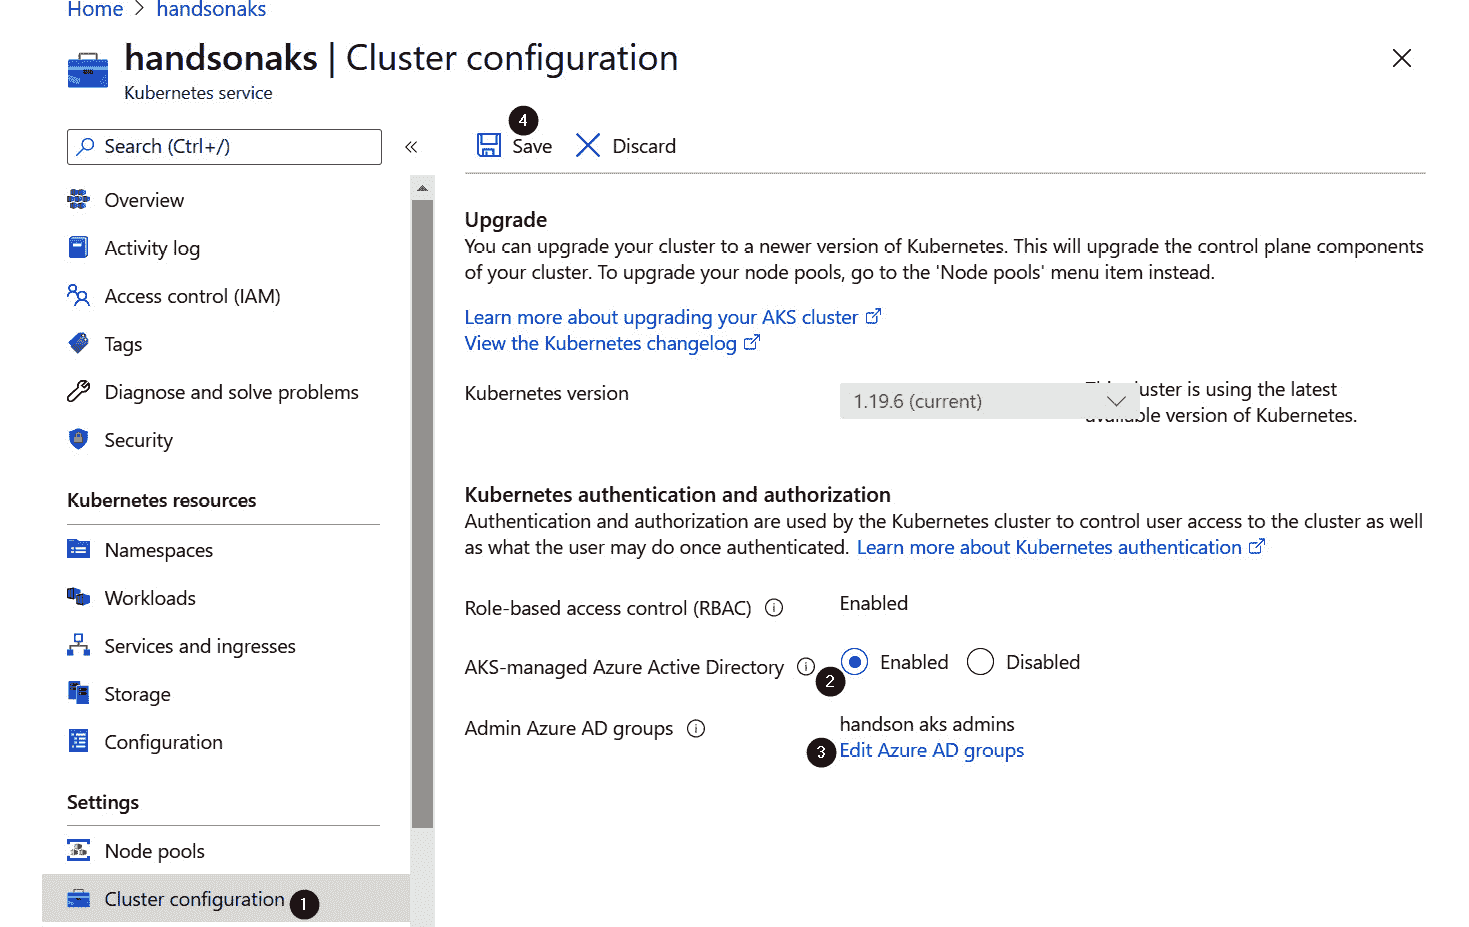 Home > handsonaks
handsonaks | Cluster configuration
Kubernetes service
Search (Ctrl+/)
«
Overview
Activity log
Access control (IAM)
Tags
Diagnose and solve problems
Security
Kubernetes resources
Namespaces
Workloads
Services and ingresses
Storage
Configuration
Settings
Node pools
Cluster configuration 1
4
Save Discard
Upgrade
You can upgrade your cluster to a newer version of Kubernetes. This will upgrade the control plane components
of your cluster. To upgrade your node pools, go to the 'Node pools' menu item instead.
Learn more about upgrading your AKS cluster
View the Kubernetes changelog
Kubernetes version
1.19.6 (current)
is using the latest
version of Kubernetes.
Kubernetes authentication and authorization
Authentication and authorization are used by the Kubernetes cluster to control user access to the cluster as well
as what the user may do once authenticated. Learn more about Kubernetes authentication
Role-based access control (RBAC) Enabled
AKS-managed Azure Active Directory 2 Enabled Disabled
Admin Azure AD groups handson aks admins
3 Edit Azure AD groups